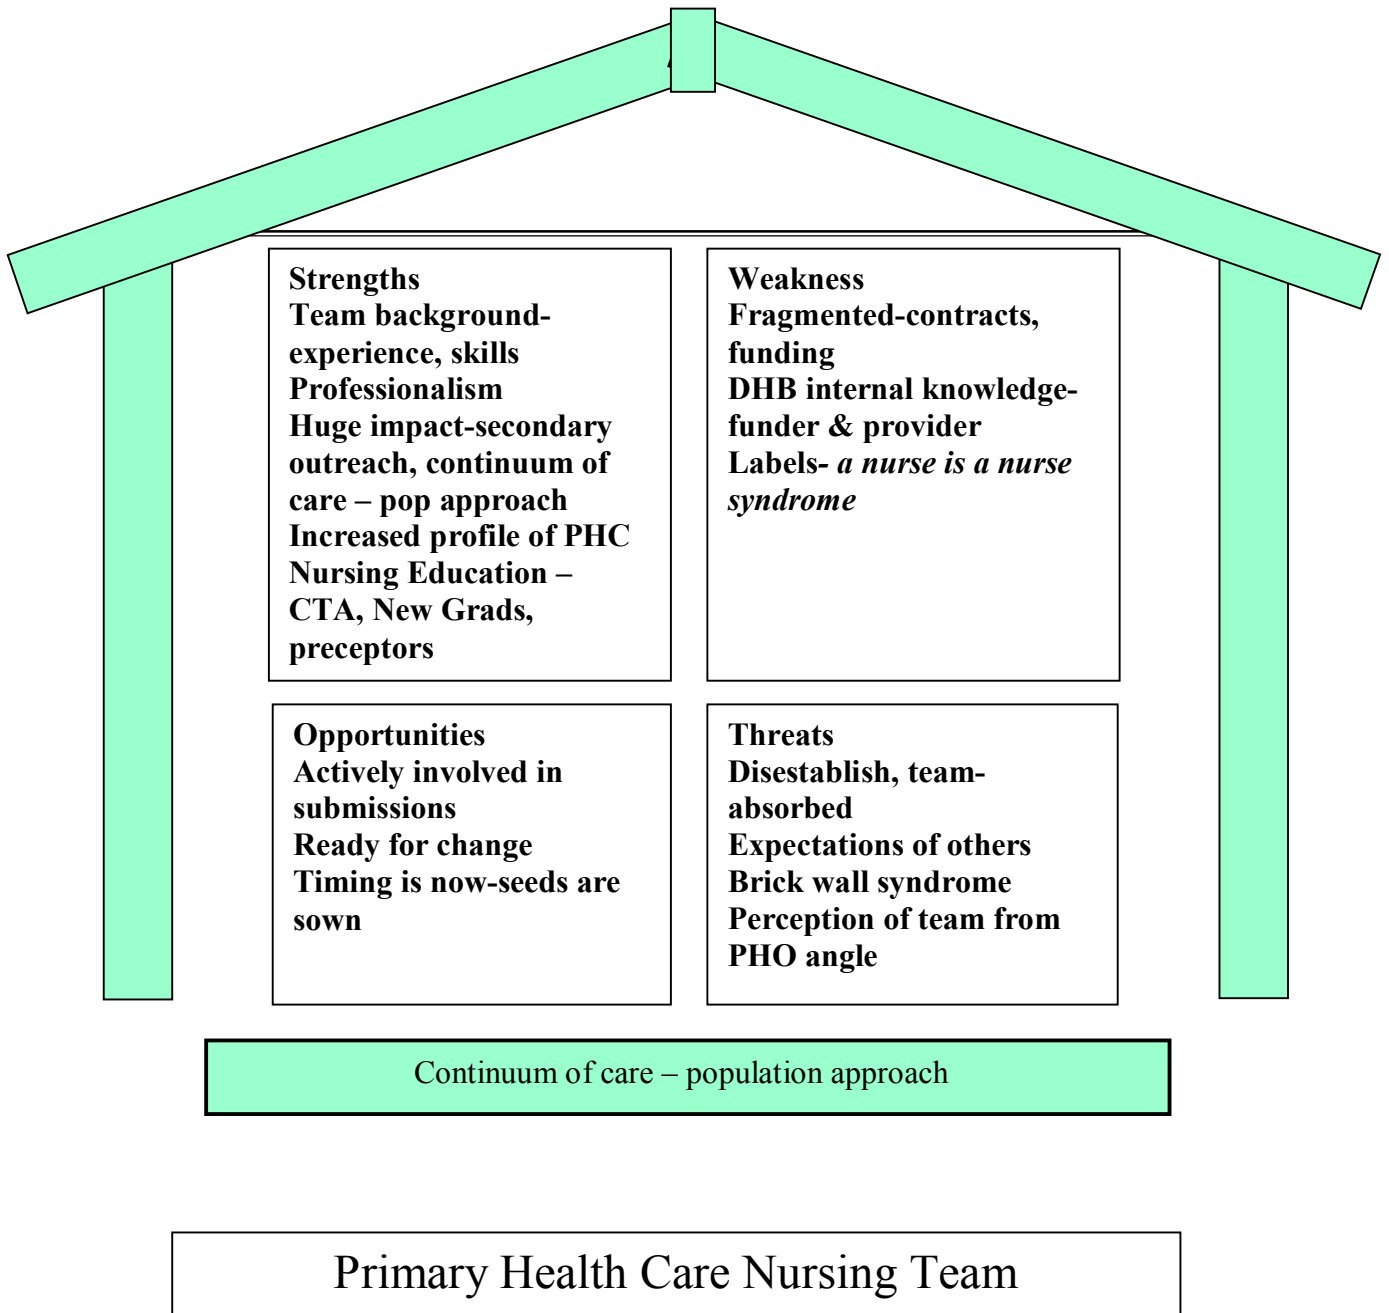 Strengths
Team background-
experience, skills
Professionalism
Huge impact-secondary
outreach, continuum of
care – pop approach
Increased profile of PHC
Nursing Education –
CTA, New Grads,
preceptors
Weakness
Fragmented-contracts,
funding
DHB internal knowledge-
funder & provider
Labels- a nurse is a nurse
syndrome
Opportunities
Actively involved in
submissions
Ready for change
Timing is now-seeds are
sown
Threats
Disestablish, team-
absorbed
Expectations of others
Brick wall syndrome
Perception of team from
PHO angle
Continuum of care – population approach
Primary Health Care Nursing Team